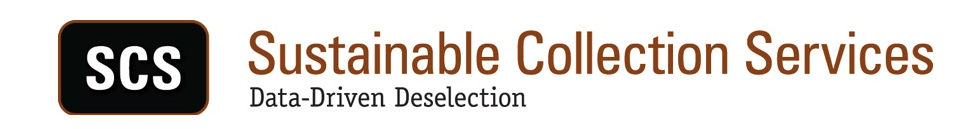 SCS
Sustainable Collection Services
Data-Driven Deselection